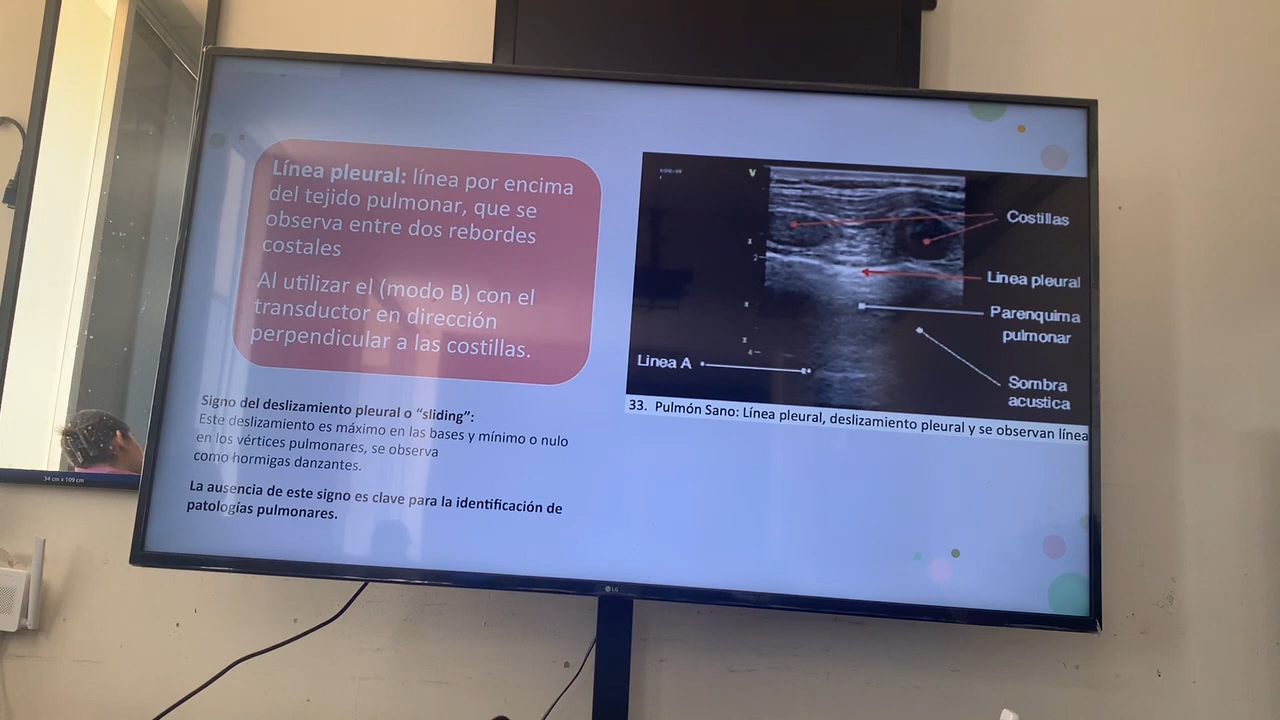 Línea pleural: línea por encima
del tejido pulmonar, que se
observa entre dos rebordes
costales
Al utilizar el (modo B) con el
transductor en dirección
perpendicular a las costillas.
Signo del deslizamiento pleural o “sliding”:
Este deslizamiento es máximo en las bases y mínimo o nulo
en los vértices pulmonares, se observa
como hormigas danzantes.
La ausencia de este signo es clave para la identificación de
patologías pulmonares.
V
Costillas
Linea pleural
Parenquima
pulmonar
Linea A
Sombra
acustica
33. Pulmón Sano: Línea pleural, deslizamiento pleural y se observan línea
34 cm x 109 cm
LG